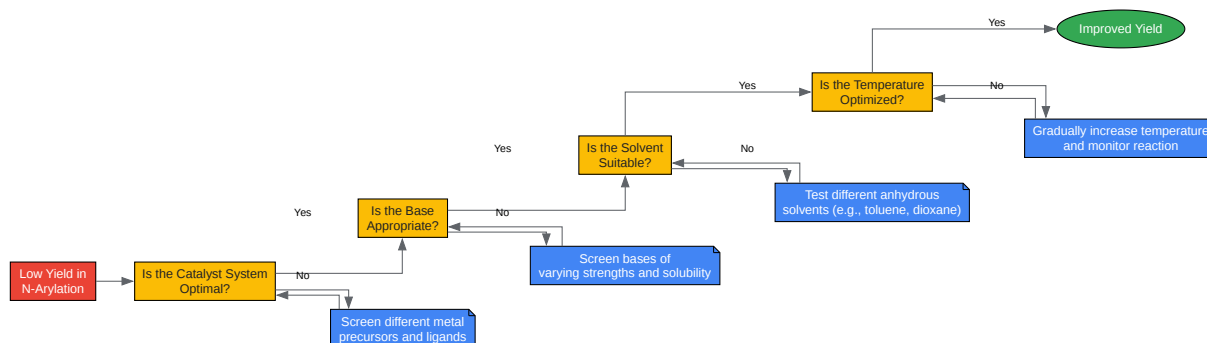 Low Yield in
N-Arylation
Is the Catalyst System
Optimal?
Yes
No
Screen different metal
precursors and ligands
Is the Base
Appropriate?
Yes
No
Screen bases of
varying strengths and solubility
Is the Solvent
Suitable?
Yes
No
Test different anhydrous
solvents (e.g., toluene, dioxane)
Is the Temperature
Optimized?
Yes
No
Gradually increase temperature
and monitor reaction
Improved Yield